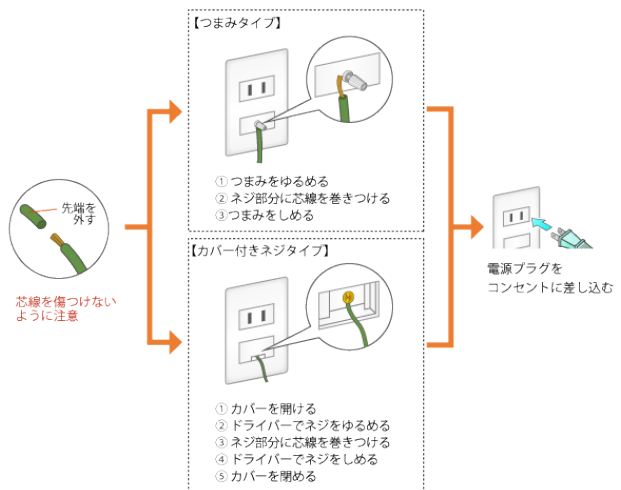 先端を
外す
芯線を傷つけない
ように注意
【つまみタイプ】
① つまみをゆるめる
② ネジ部分に芯線を巻きつける
③つまみをしめる
【カバー付きネジタイプ】
① カバーを開ける
② ドライバーでネジをゆるめる
③ ネジ部分に芯線を巻きつける
④ ドライバーでネジをしめる
⑤ カバーを閉める
電源プラグを
コンセントに差し込む